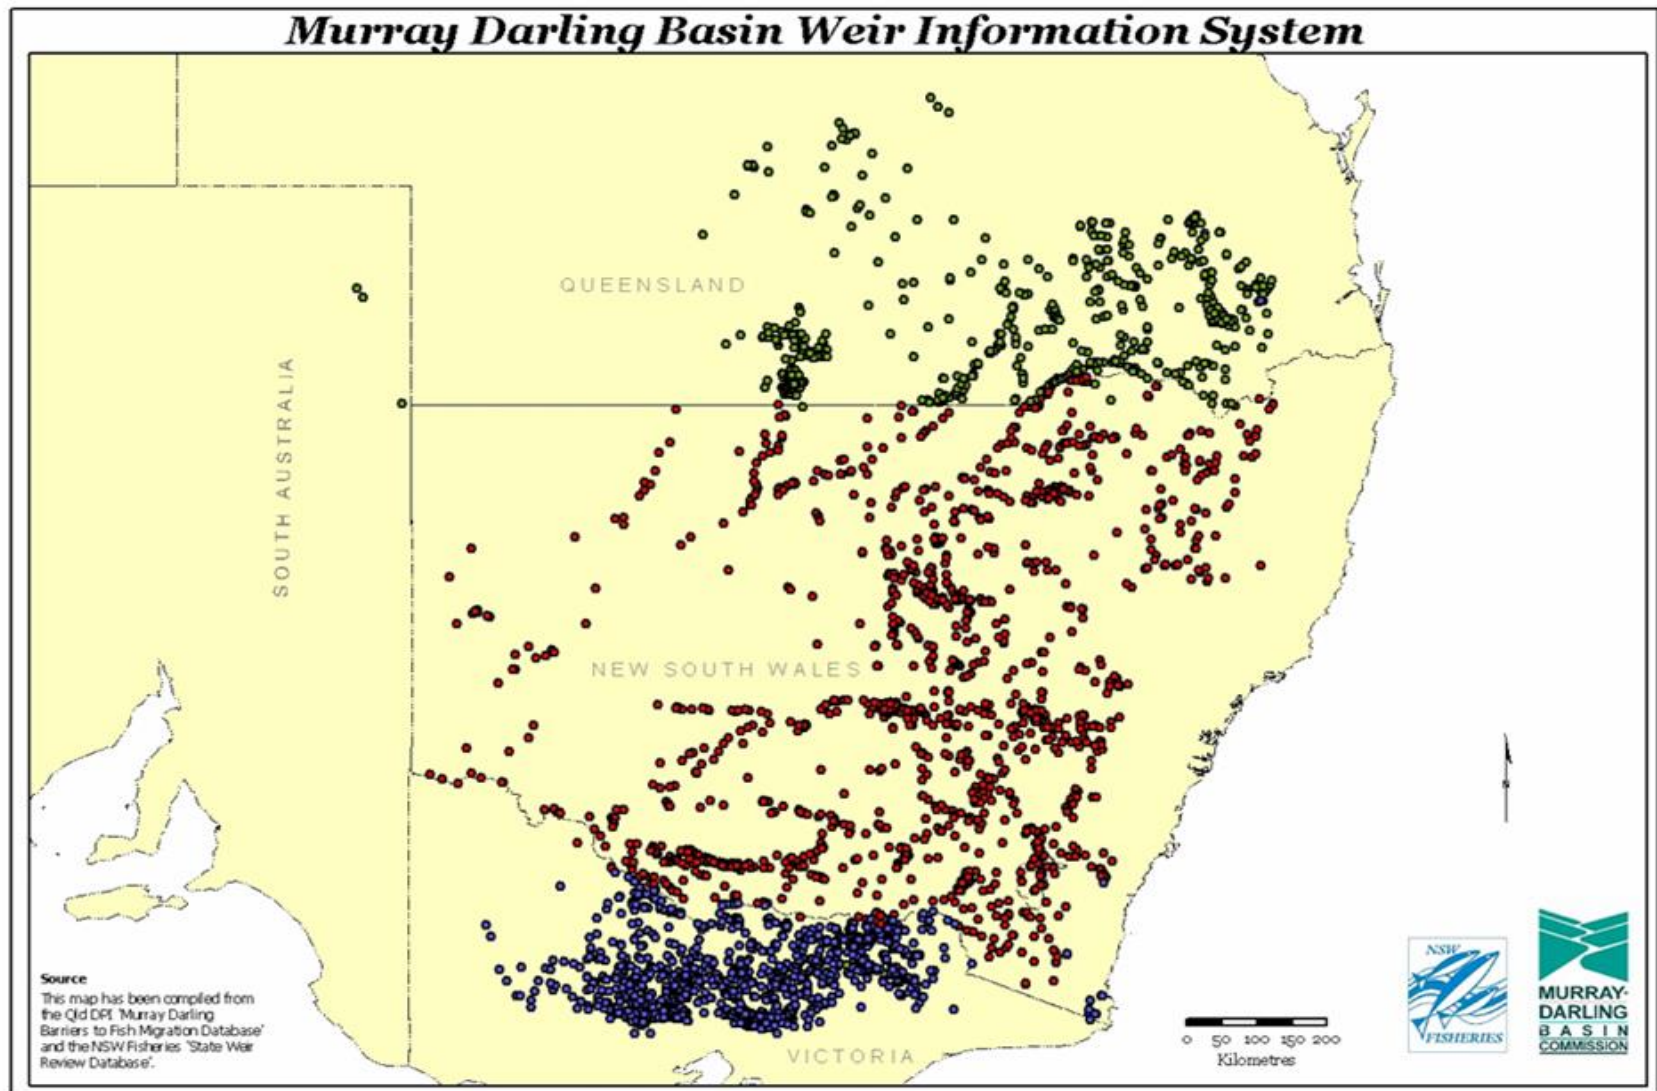 Murray Darling Basin Weir Information System
QUEENSLAND
SOUTH AUSTRALIA
NEW SOUTH WALES
VICTORIA
Source
This map has been compiled from
the Qld DPI 'Murray Darling
Barriers to Fish Migration Database'
and the NSW Fisheries 'State Weir
Review Database'.
0 50 100 150 200
Kilometres
N
NSW
FISHERIES
MURRAY-
DARLING
BASIN
COMMISSION